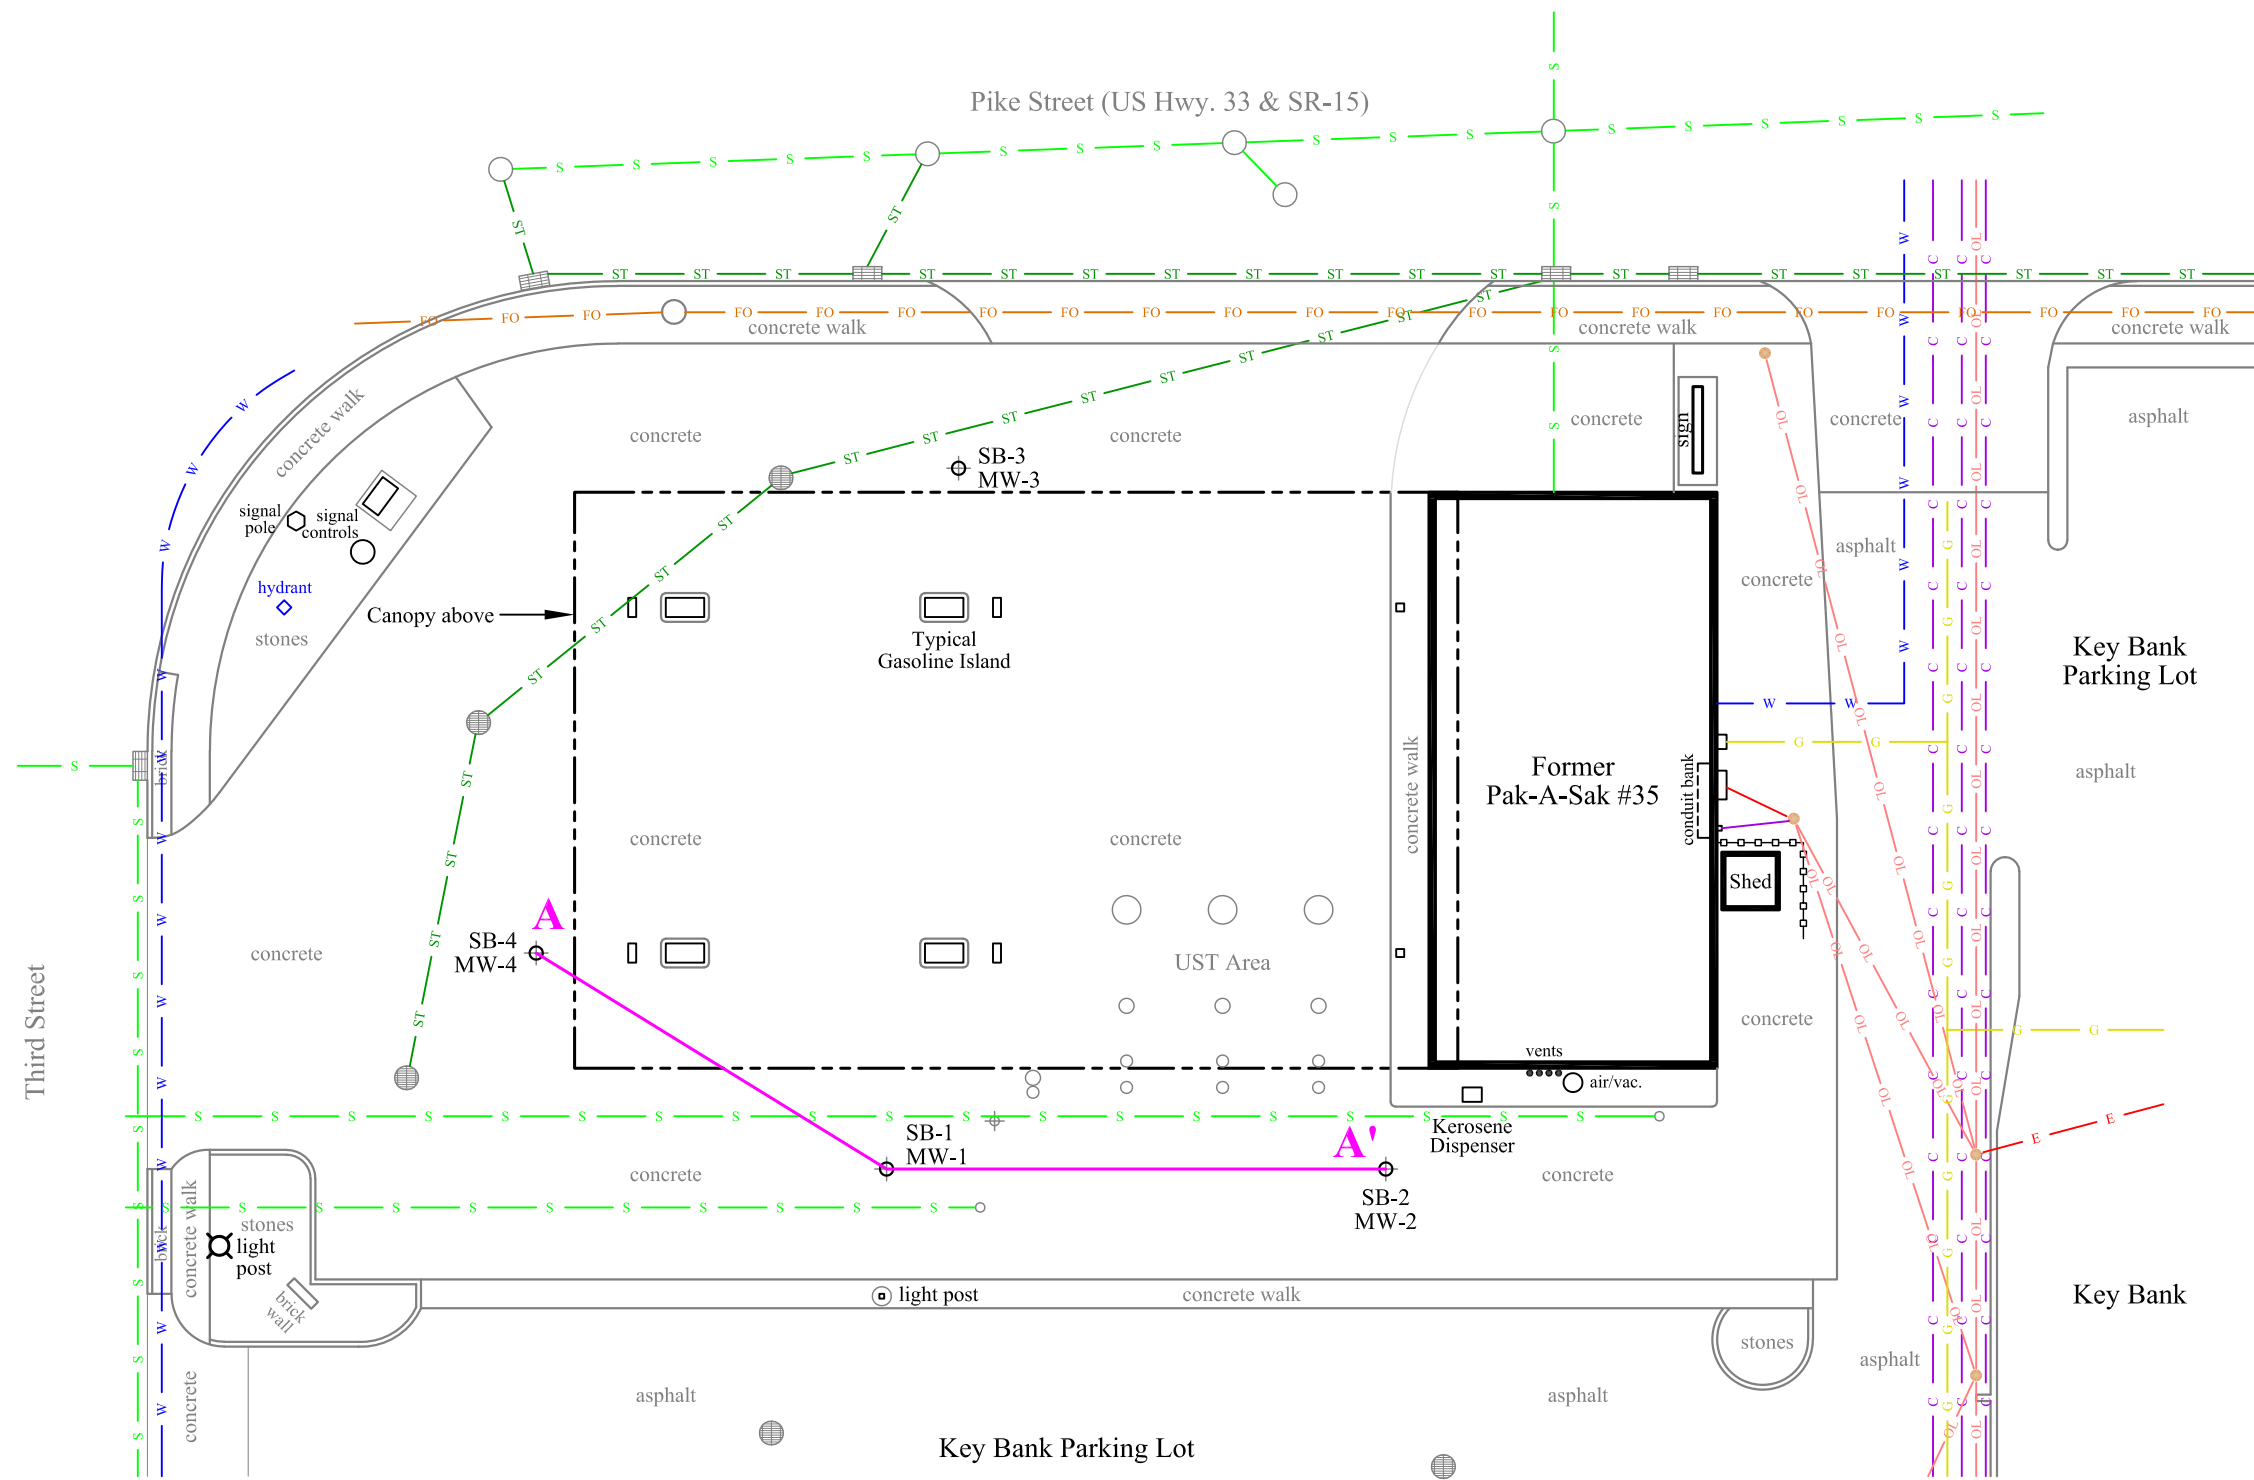 Pike Street (US Hwy. 33 & SR-15)
concrete walk
concrete walk
concrete walk
concrete walk
concrete
SB-3
MW-3
concrete
concrete
sign
concrete
asphalt
signal
pole
signal
controls
hydrant
stones
Canopy above
Typical
Gasoline Island
asphalt
concrete
Key Bank
Parking Lot
brick
concrete
concrete
concrete walk
Former
Pak-A-Sak #35
conduit bank
asphalt
Shed
Third Street
concrete
A
SB-4
MW-4
UST Area
concrete
vents
air/vac.
Kerosene
Dispenser
SB-1
MW-1
A'
SB-2
MW-2
concrete
concrete
brick
concrete walk
stones
light
post
brick
wall
light post
concrete walk
Key Bank
stones
asphalt
concrete
asphalt
asphalt
Key Bank Parking Lot
S
ST
FO
W
C
OL
G
E